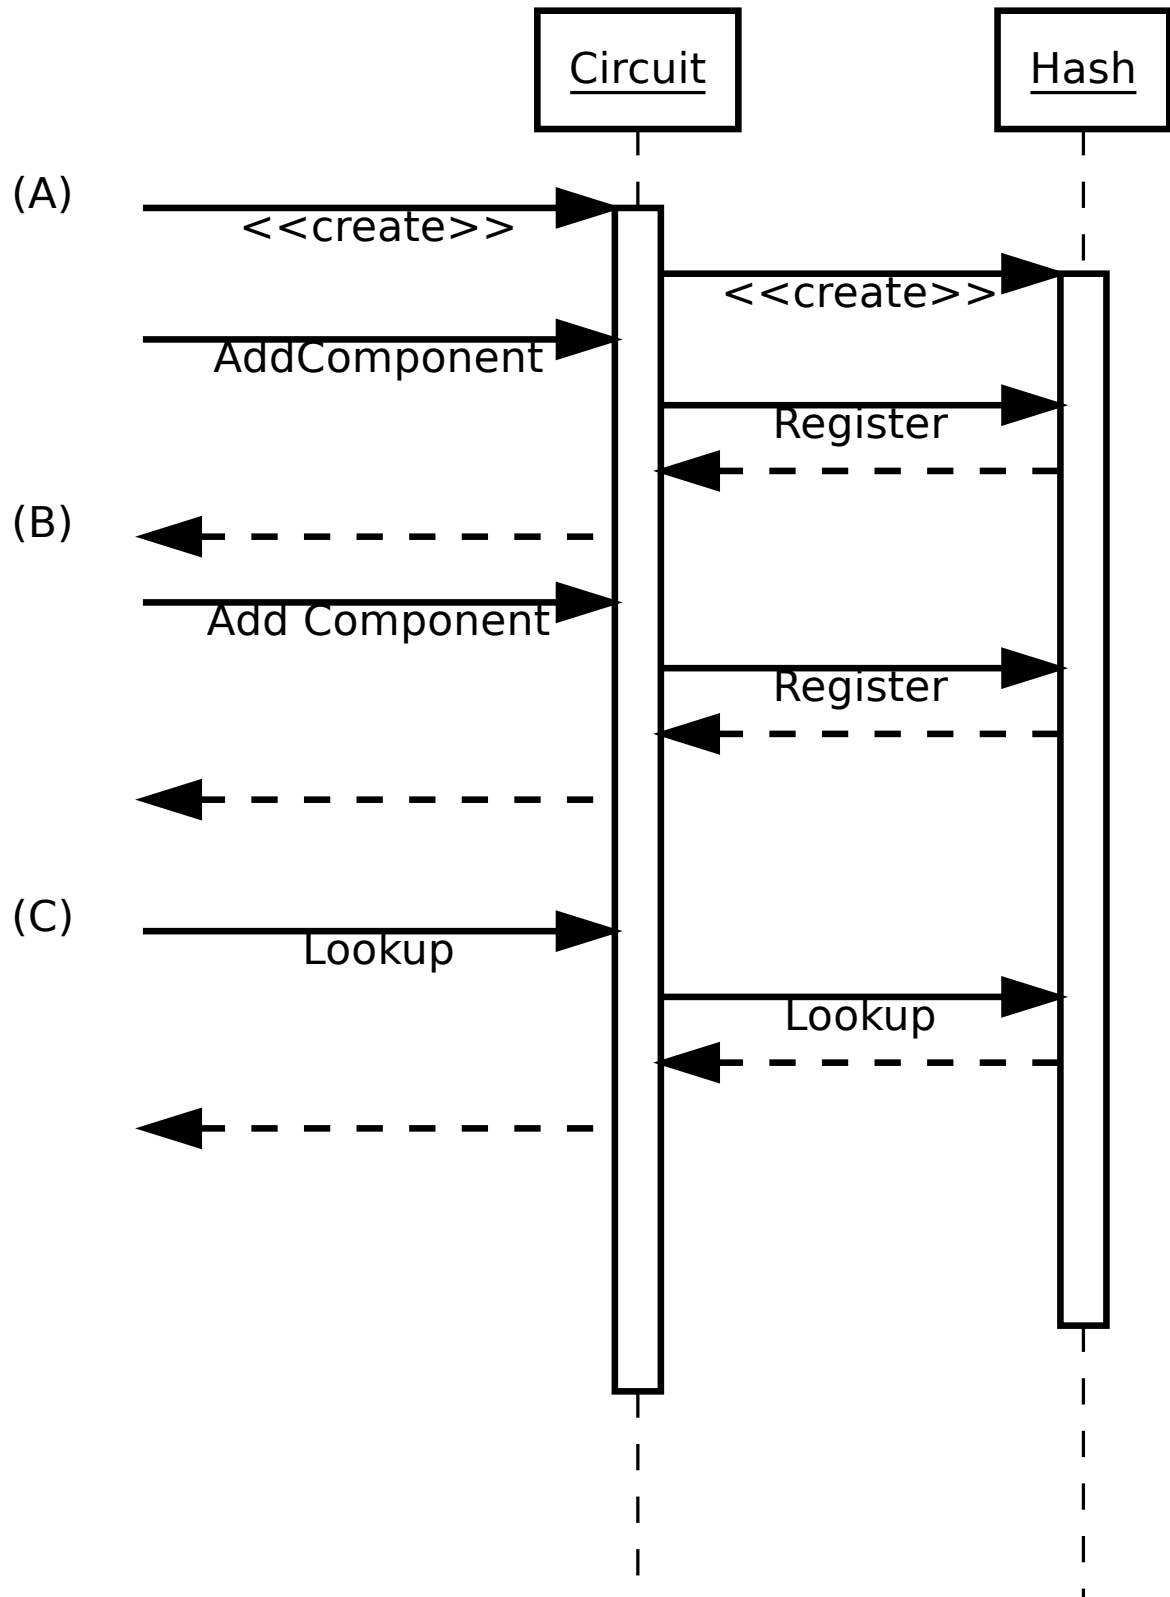 Circuit
Hash
(A)
<<create>>
<<create>>
AddComponent
Register
(B)
Add Component
Register
(C)
Lookup
Lookup